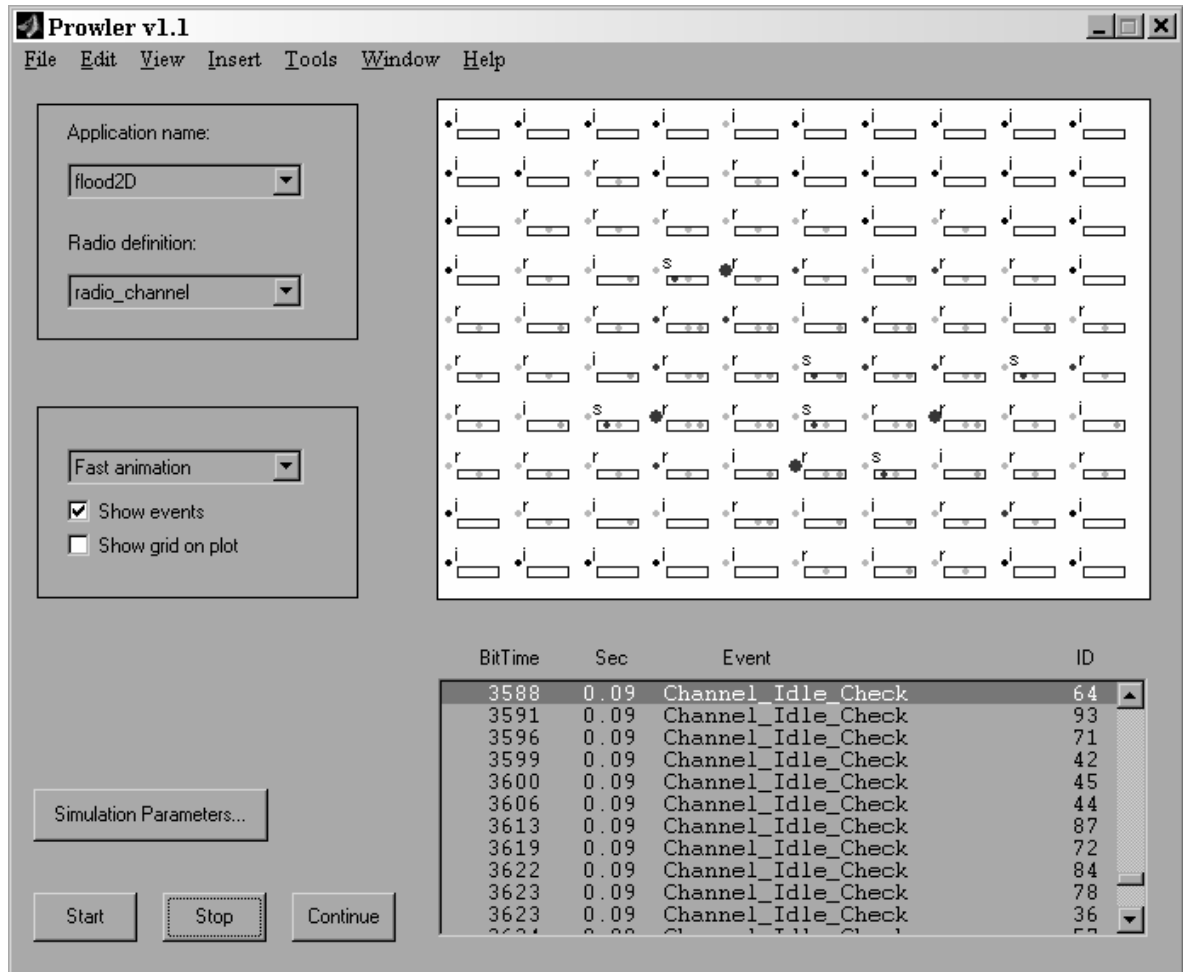 Prowler v1.1
File Edit View Insert Tools Window Help
Application name:
flood2D
Radio definition:
radio_channel
Fast animation
Show events
Show grid on plot
Simulation Parameters...
Start Stop Continue
i i i i i i i i i i
i i r i r i i i i i
i r r r r r i r i i
i r i s r r i r r i
r i r r r i r r i r
r r i r r s r r s r
r i s r r s r r r i
r r r r i r s i r r
i r i i r i i r r i
i i i i i r i r i i
BitTime Sec Event ID
3588 0.09 Channel_Idle_Check 64
3591 0.09 Channel_Idle_Check 93
3596 0.09 Channel_Idle_Check 71
3599 0.09 Channel_Idle_Check 42
3600 0.09 Channel_Idle_Check 45
3606 0.09 Channel_Idle_Check 44
3613 0.09 Channel_Idle_Check 87
3619 0.09 Channel_Idle_Check 72
3622 0.09 Channel_Idle_Check 84
3623 0.09 Channel_Idle_Check 78
3623 0.09 Channel_Idle_Check 36